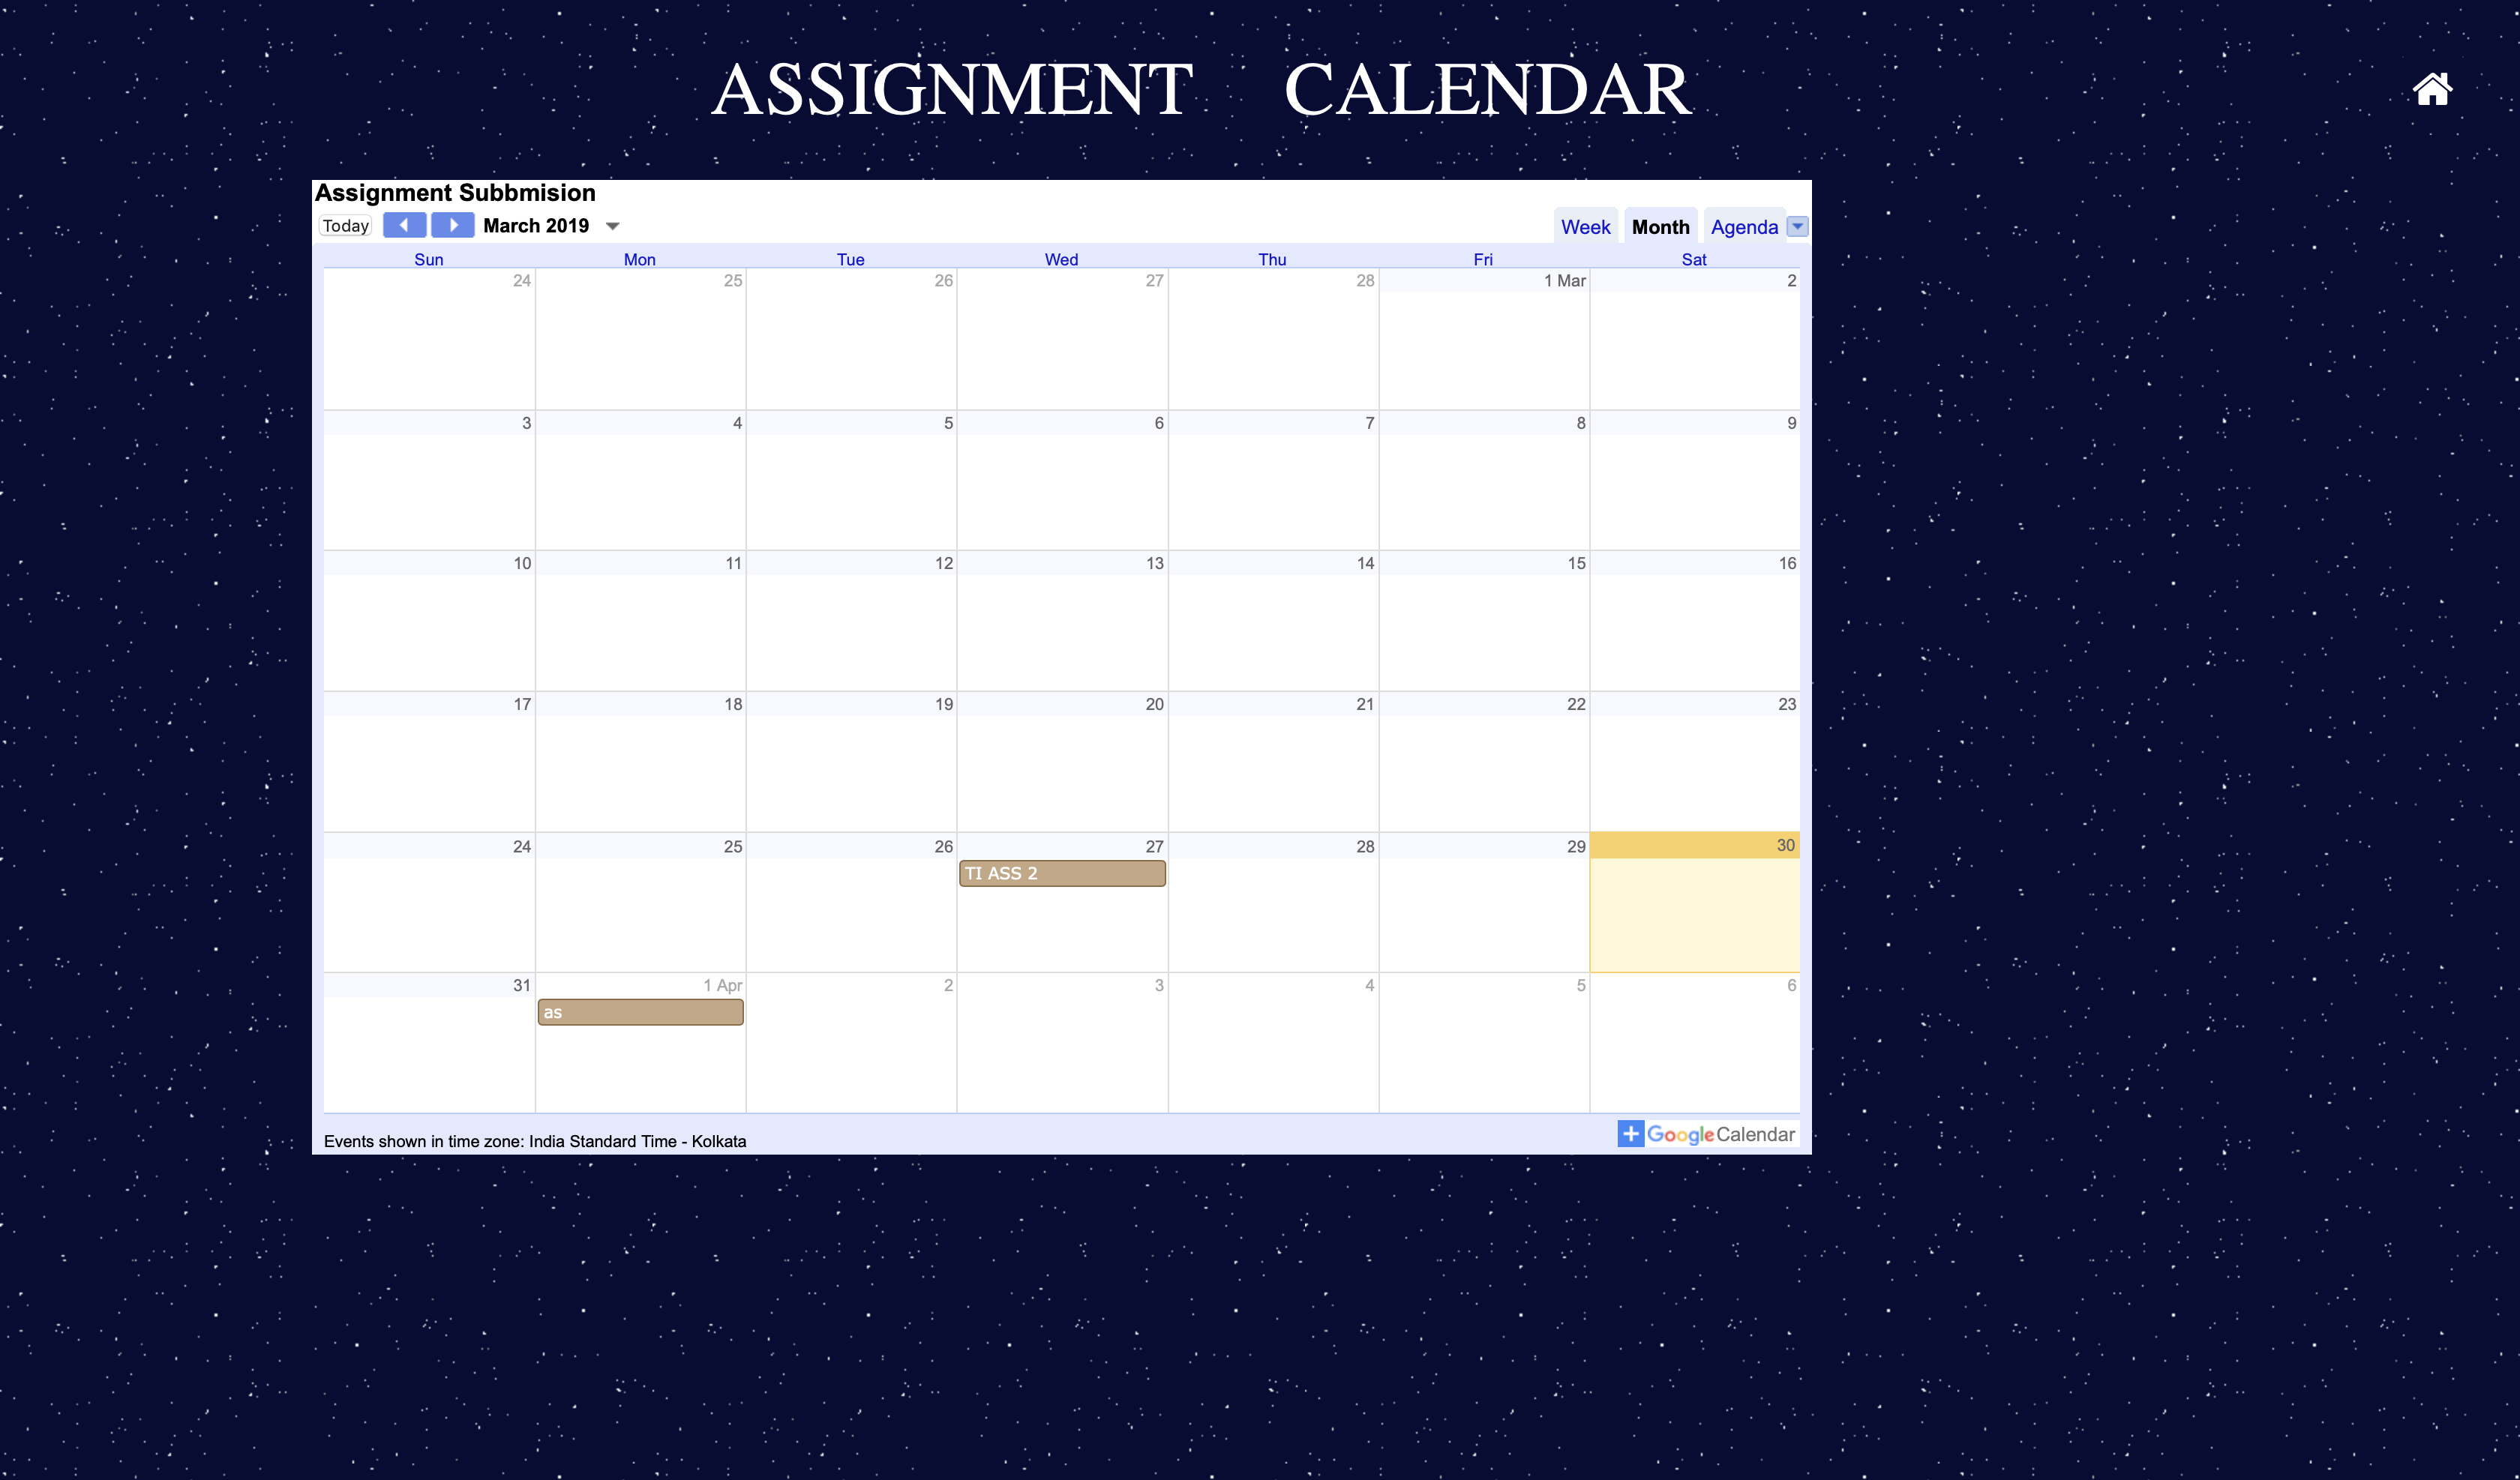 ASSIGNMENT CALENDAR
Assignment Subbmision
Today March 2019 Week Month Agenda
Sun Mon Tue Wed Thu Fri Sat
24 25 26 27 28 1 Mar 2
3 4 5 6 7 8 9
10 11 12 13 14 15 16
17 18 19 20 21 22 23
24 25 26 27 28 29 30
TI ASS 2
31 1 Apr 2 3 4 5 6
as
Events shown in time zone: India Standard Time - Kolkata
Google Calendar